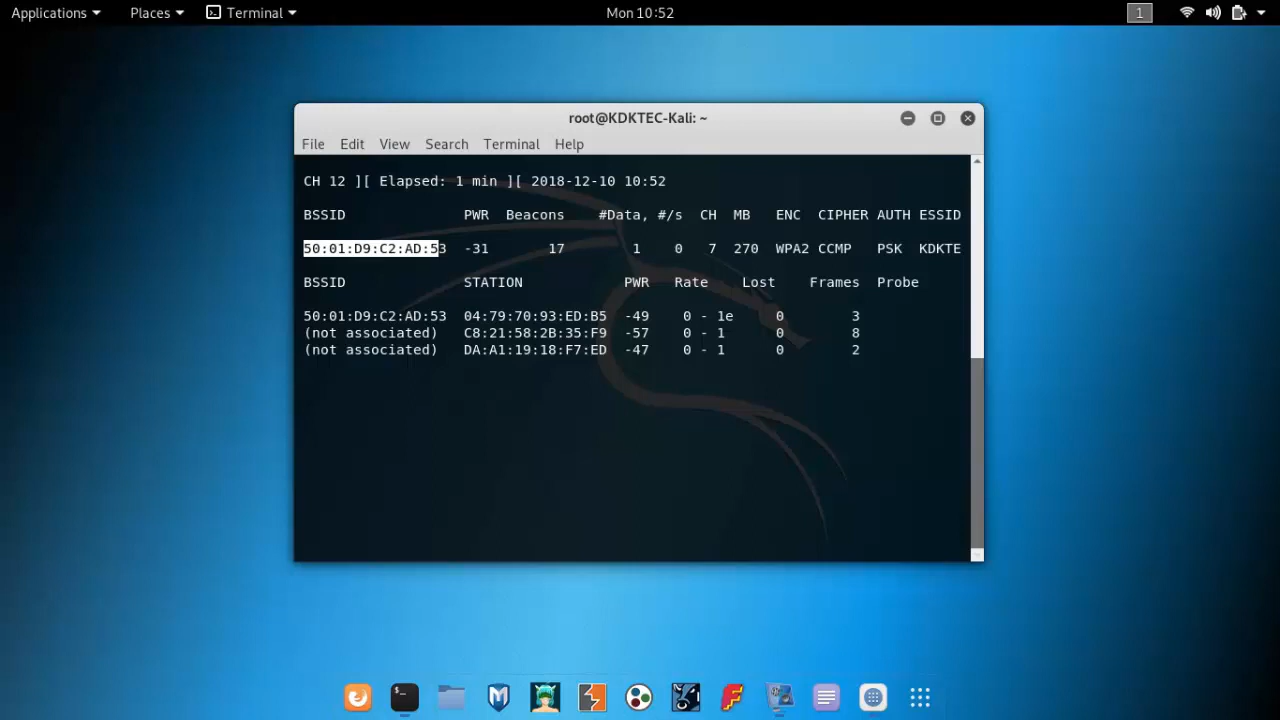 Applications Places Terminal Mon 10:52 1
root@KDKTEC-Kali: ~
File Edit View Search Terminal Help
CH 12 ][ Elapsed: 1 min ][ 2018-12-10 10:52
BSSID PWR Beacons #Data, #/s CH MB ENC CIPHER AUTH ESSID
50:01:D9:C2:AD:53 -31 17 1 0 7 270 WPA2 CCMP PSK KDKTE
BSSID STATION PWR Rate Lost Frames Probe
50:01:D9:C2:AD:53 04:79:70:93:ED:B5 -49 0 - 1e 0 3
(not associated) C8:21:58:2B:35:F9 -57 0 - 1 0 8
(not associated) DA:A1:19:18:F7:ED -47 0 - 1 0 2